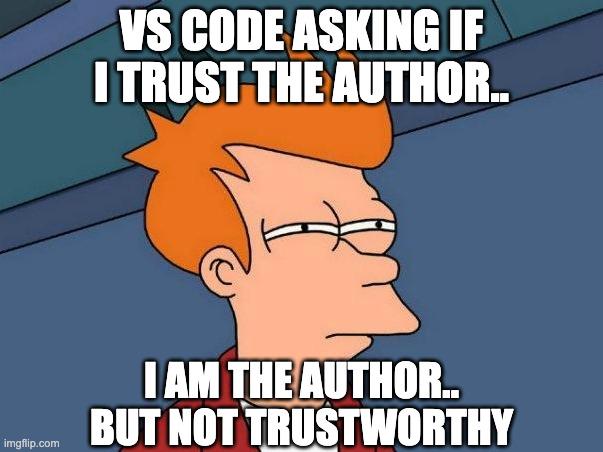 VS CODE ASKING IF
I TRUST THE AUTHOR..
I AM THE AUTHOR..
BUT NOT TRUSTWORTHY
imgflip.com